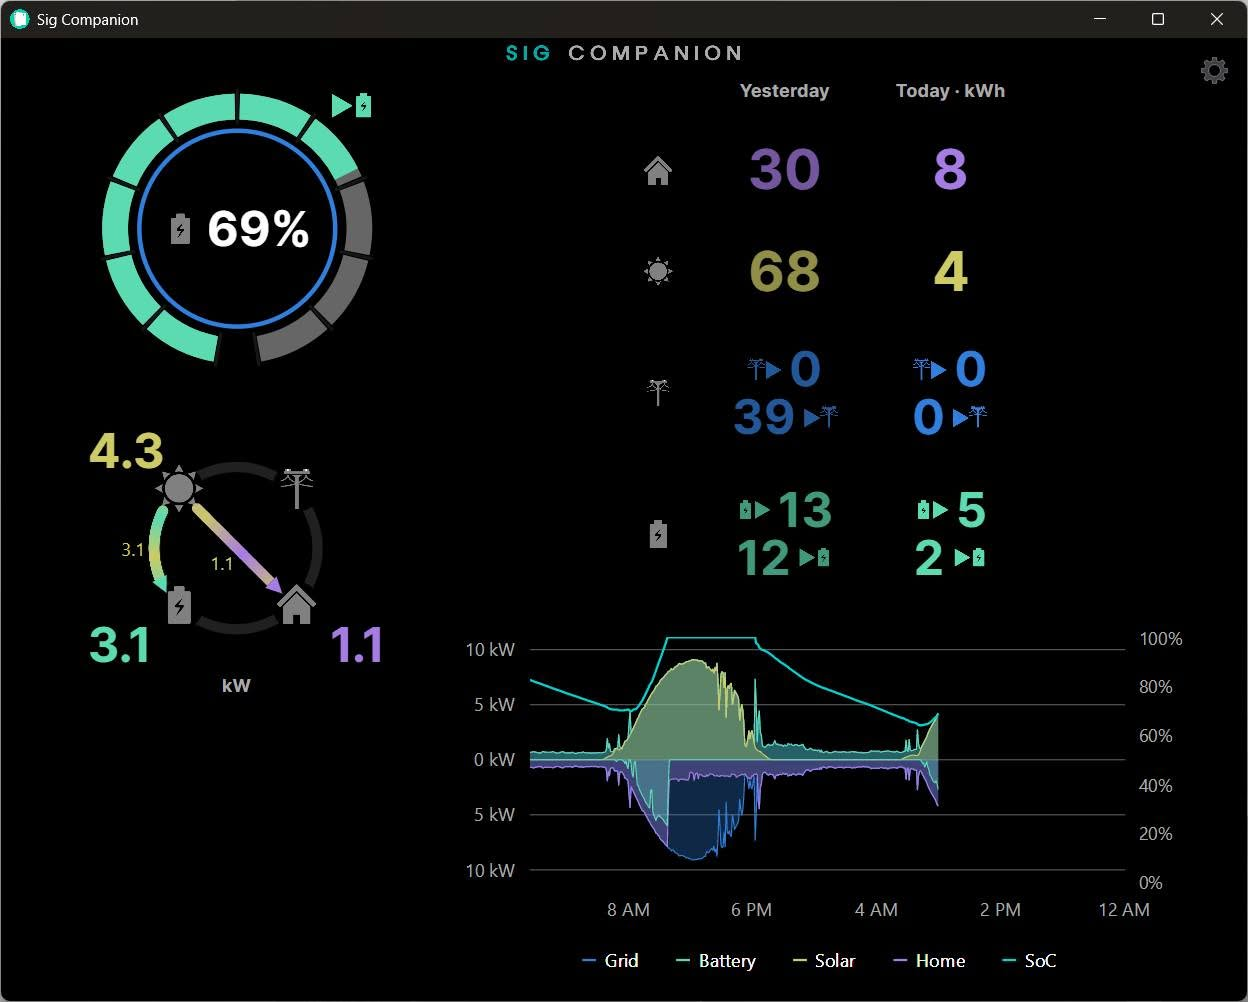 Sig Companion
SIG COMPANION
Yesterday Today · kWh
69%
30 8
68 4
0 0
39 0
13 5
12 2
4.3
3.1
1.1
3.1 1.1
kW
10 kW 100%
5 kW 80%
0 kW 60%
5 kW 40%
10 kW 20%
0%
8 AM 6 PM 4 AM 2 PM 12 AM
Grid Battery Solar Home SoC